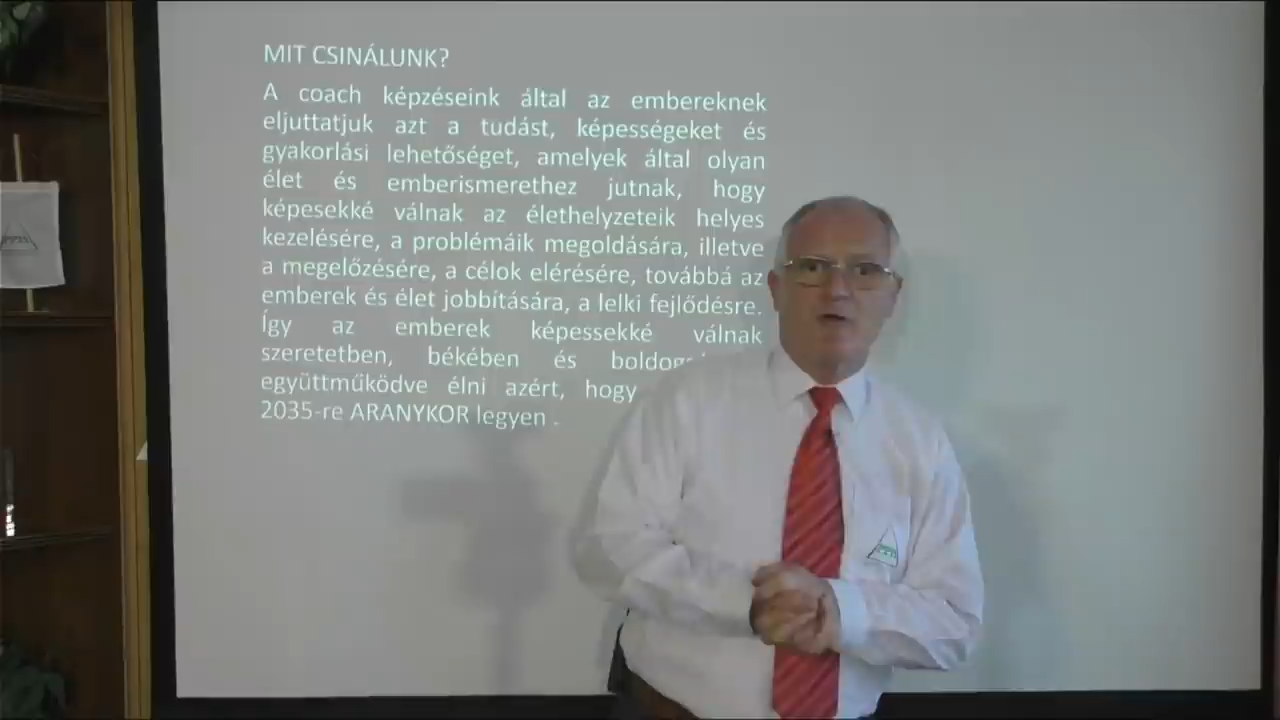 MIT CSINÁLUNK?
A coach képzéseink által az embereknek
eljuttatjuk azt a tudást, képességeket és
gyakorlási lehetőséget, amelyek által olyan
élet és emberismerethez jutnak, hogy
képesekké válnak az élethelyzeteik helyes
kezelésére, a problémáik megoldására, illetve
a megelőzésére, a célok elérésére, továbbá az
emberek és élet jobbítására, a lelki fejlődésre.
Így az emberek képessekké válnak
szeretetben, békében és
együttműködve élni azért, hogy
2035-re ARANYKOR legyen .